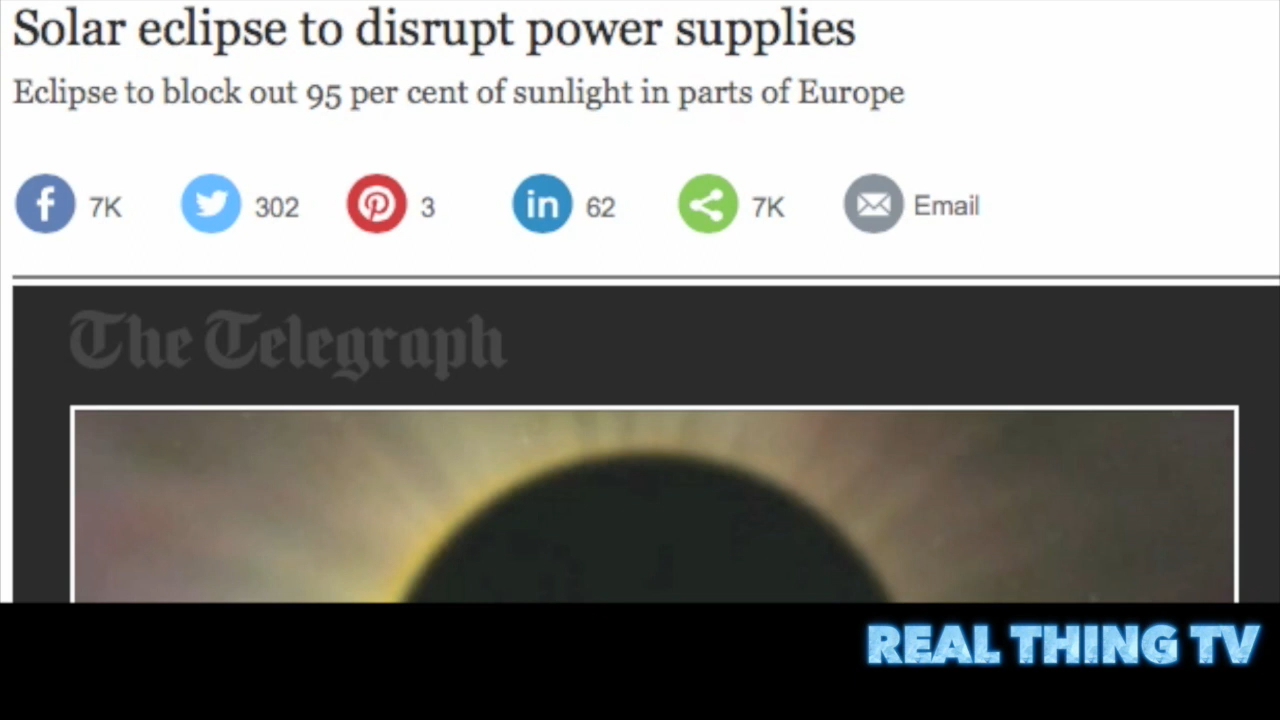 Solar eclipse to disrupt power supplies
Eclipse to block out 95 per cent of sunlight in parts of Europe
f 7K 302 3 in 62 7K Email
The Telegraph
REAL THING TV